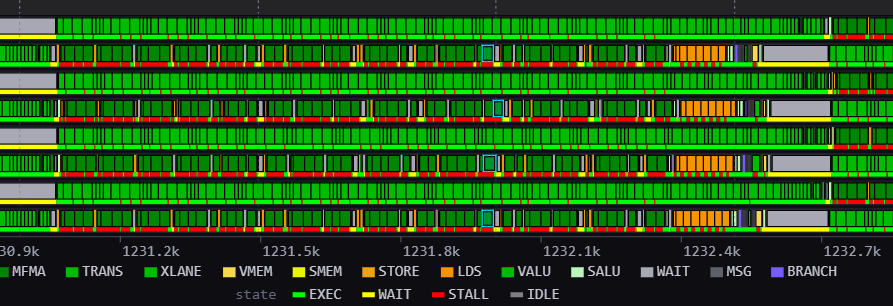 30.9k 1231.2k 1231.5k 1231.8k 1232.1k 1232.4k 1232.7k
MFMA TRANS XLANE VMEM SMEM STORE LDS VALU SALU WAIT MSG BRANCH
state EXEC WAIT STALL IDLE